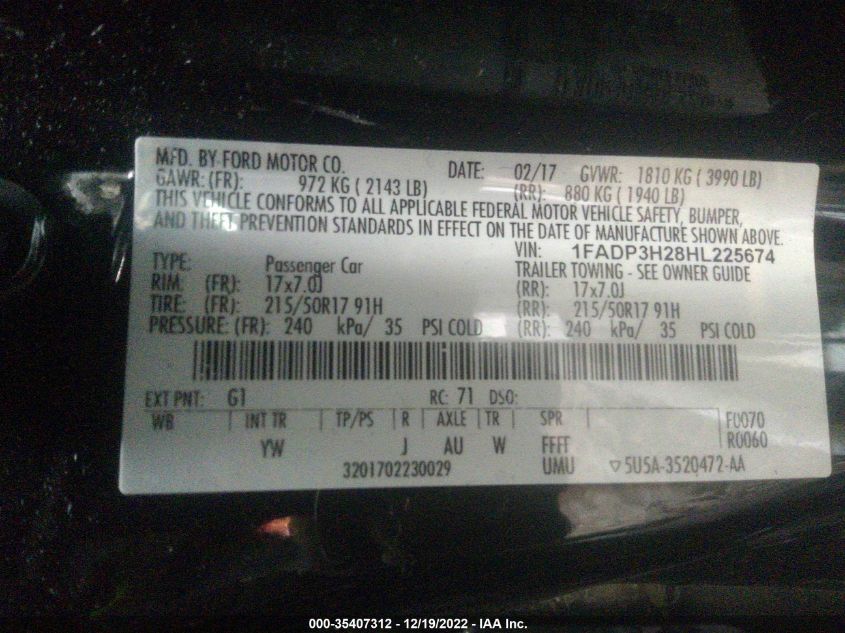 MFD. BY FORD MOTOR CO. DATE: 02/17 GVWR: 1810 KG ( 3990 LB)
GAWR: (FR): 972 KG ( 2143 LB) (RR): 880 KG ( 1940 LB)
THIS VEHICLE CONFORMS TO ALL APPLICABLE FEDERAL MOTOR VEHICLE SAFETY, BUMPER,
AND THEFT PREVENTION STANDARDS IN EFFECT ON THE DATE OF MANUFACTURE SHOWN ABOVE.
VIN: 1FADP3H28HL225674
TYPE: Passenger Car TRAILER TOWING - SEE OWNER GUIDE
RIM: (FR): 17x7.0J (RR): 17x7.0J
TIRE: (FR): 215/50R17 91H (RR): 215/50R17 91H
PRESSURE: (FR): 240 kPa/ 35 PSI COLD (RR): 240 kPa/ 35 PSI COLD
EXT PNT: G1 RC: 71 DSO:
WB INT TR TP/PS R AXLE TR SPR F0070
YW J AU W FFFF R0060
3201702230029 UMU ▽5U5A-3520472-AA
000-35407312 - 12/19/2022 - IAA Inc.